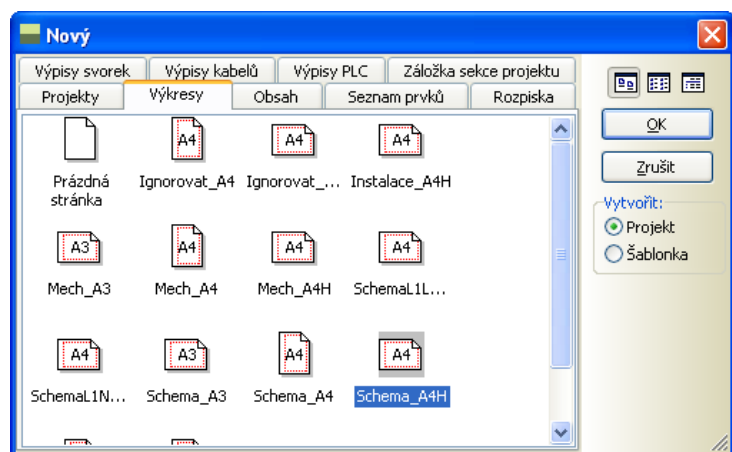 Nový
Výpisy svorek Výpisy kabelů Výpisy PLC Záložka sekce projektu
Projekty Výkresy Obsah Seznam prvků Rozpiska
A4 A4 A4
Prázdná Ignorovat_A4 Ignorovat_... Instalace_A4H
stránka
A3 A4 A4 A4
Mech_A3 Mech_A4 Mech_A4H SchemaL1L...
A4 A3 A4 A4
SchemaL1N... Schema_A3 Schema_A4 Schema_A4H
OK
Zrušit
Vytvořit:
Projekt
Šablonka